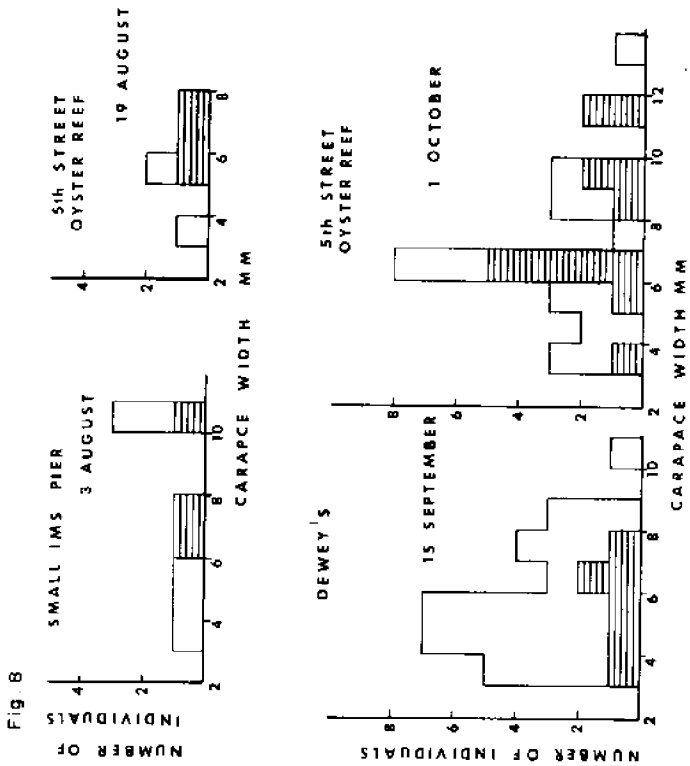 Fig. 8
NUMBER OF
INDIVIDUALS
4
2
SMALL IMS PIER
3 AUGUST
2 4 6 8 10
4
2
5th STREET
OYSTER REEF
19 AUGUST
2 4 6 8
CARAPCE WIDTH MM
NUMBER OF INDIVIDUALS
8
6
4
2
DEWEY'S
15 SEPTEMBER
2 4 6 8 10
8
6
4
2
5th STREET
OYSTER REEF
1 OCTOBER
2 4 6 8 10 12
CARAPACE WIDTH MM